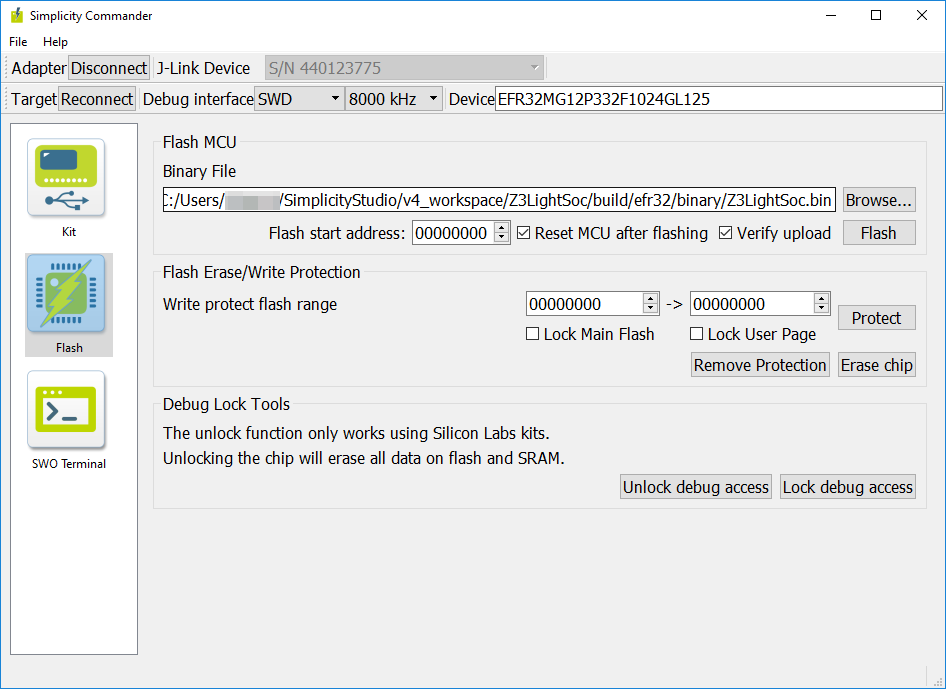 Simplicity Commander
File Help
Adapter Disconnect J-Link Device S/N 440123775
Target Reconnect Debug interface SWD 8000 kHz Device EFR32MG12P332F1024GL125
Kit
Flash
SWO Terminal
Flash MCU
Binary File
C:/Users/ /SimplicityStudio/v4_workspace/Z3LightSoc/build/efr32/binary/Z3LightSoc.bin Browse...
Flash start address: 00000000 Reset MCU after flashing Verify upload Flash
Flash Erase/Write Protection
Write protect flash range 00000000 -> 00000000 Protect
Lock Main Flash Lock User Page
Remove Protection Erase chip
Debug Lock Tools
The unlock function only works using Silicon Labs kits.
Unlocking the chip will erase all data on flash and SRAM.
Unlock debug access Lock debug access